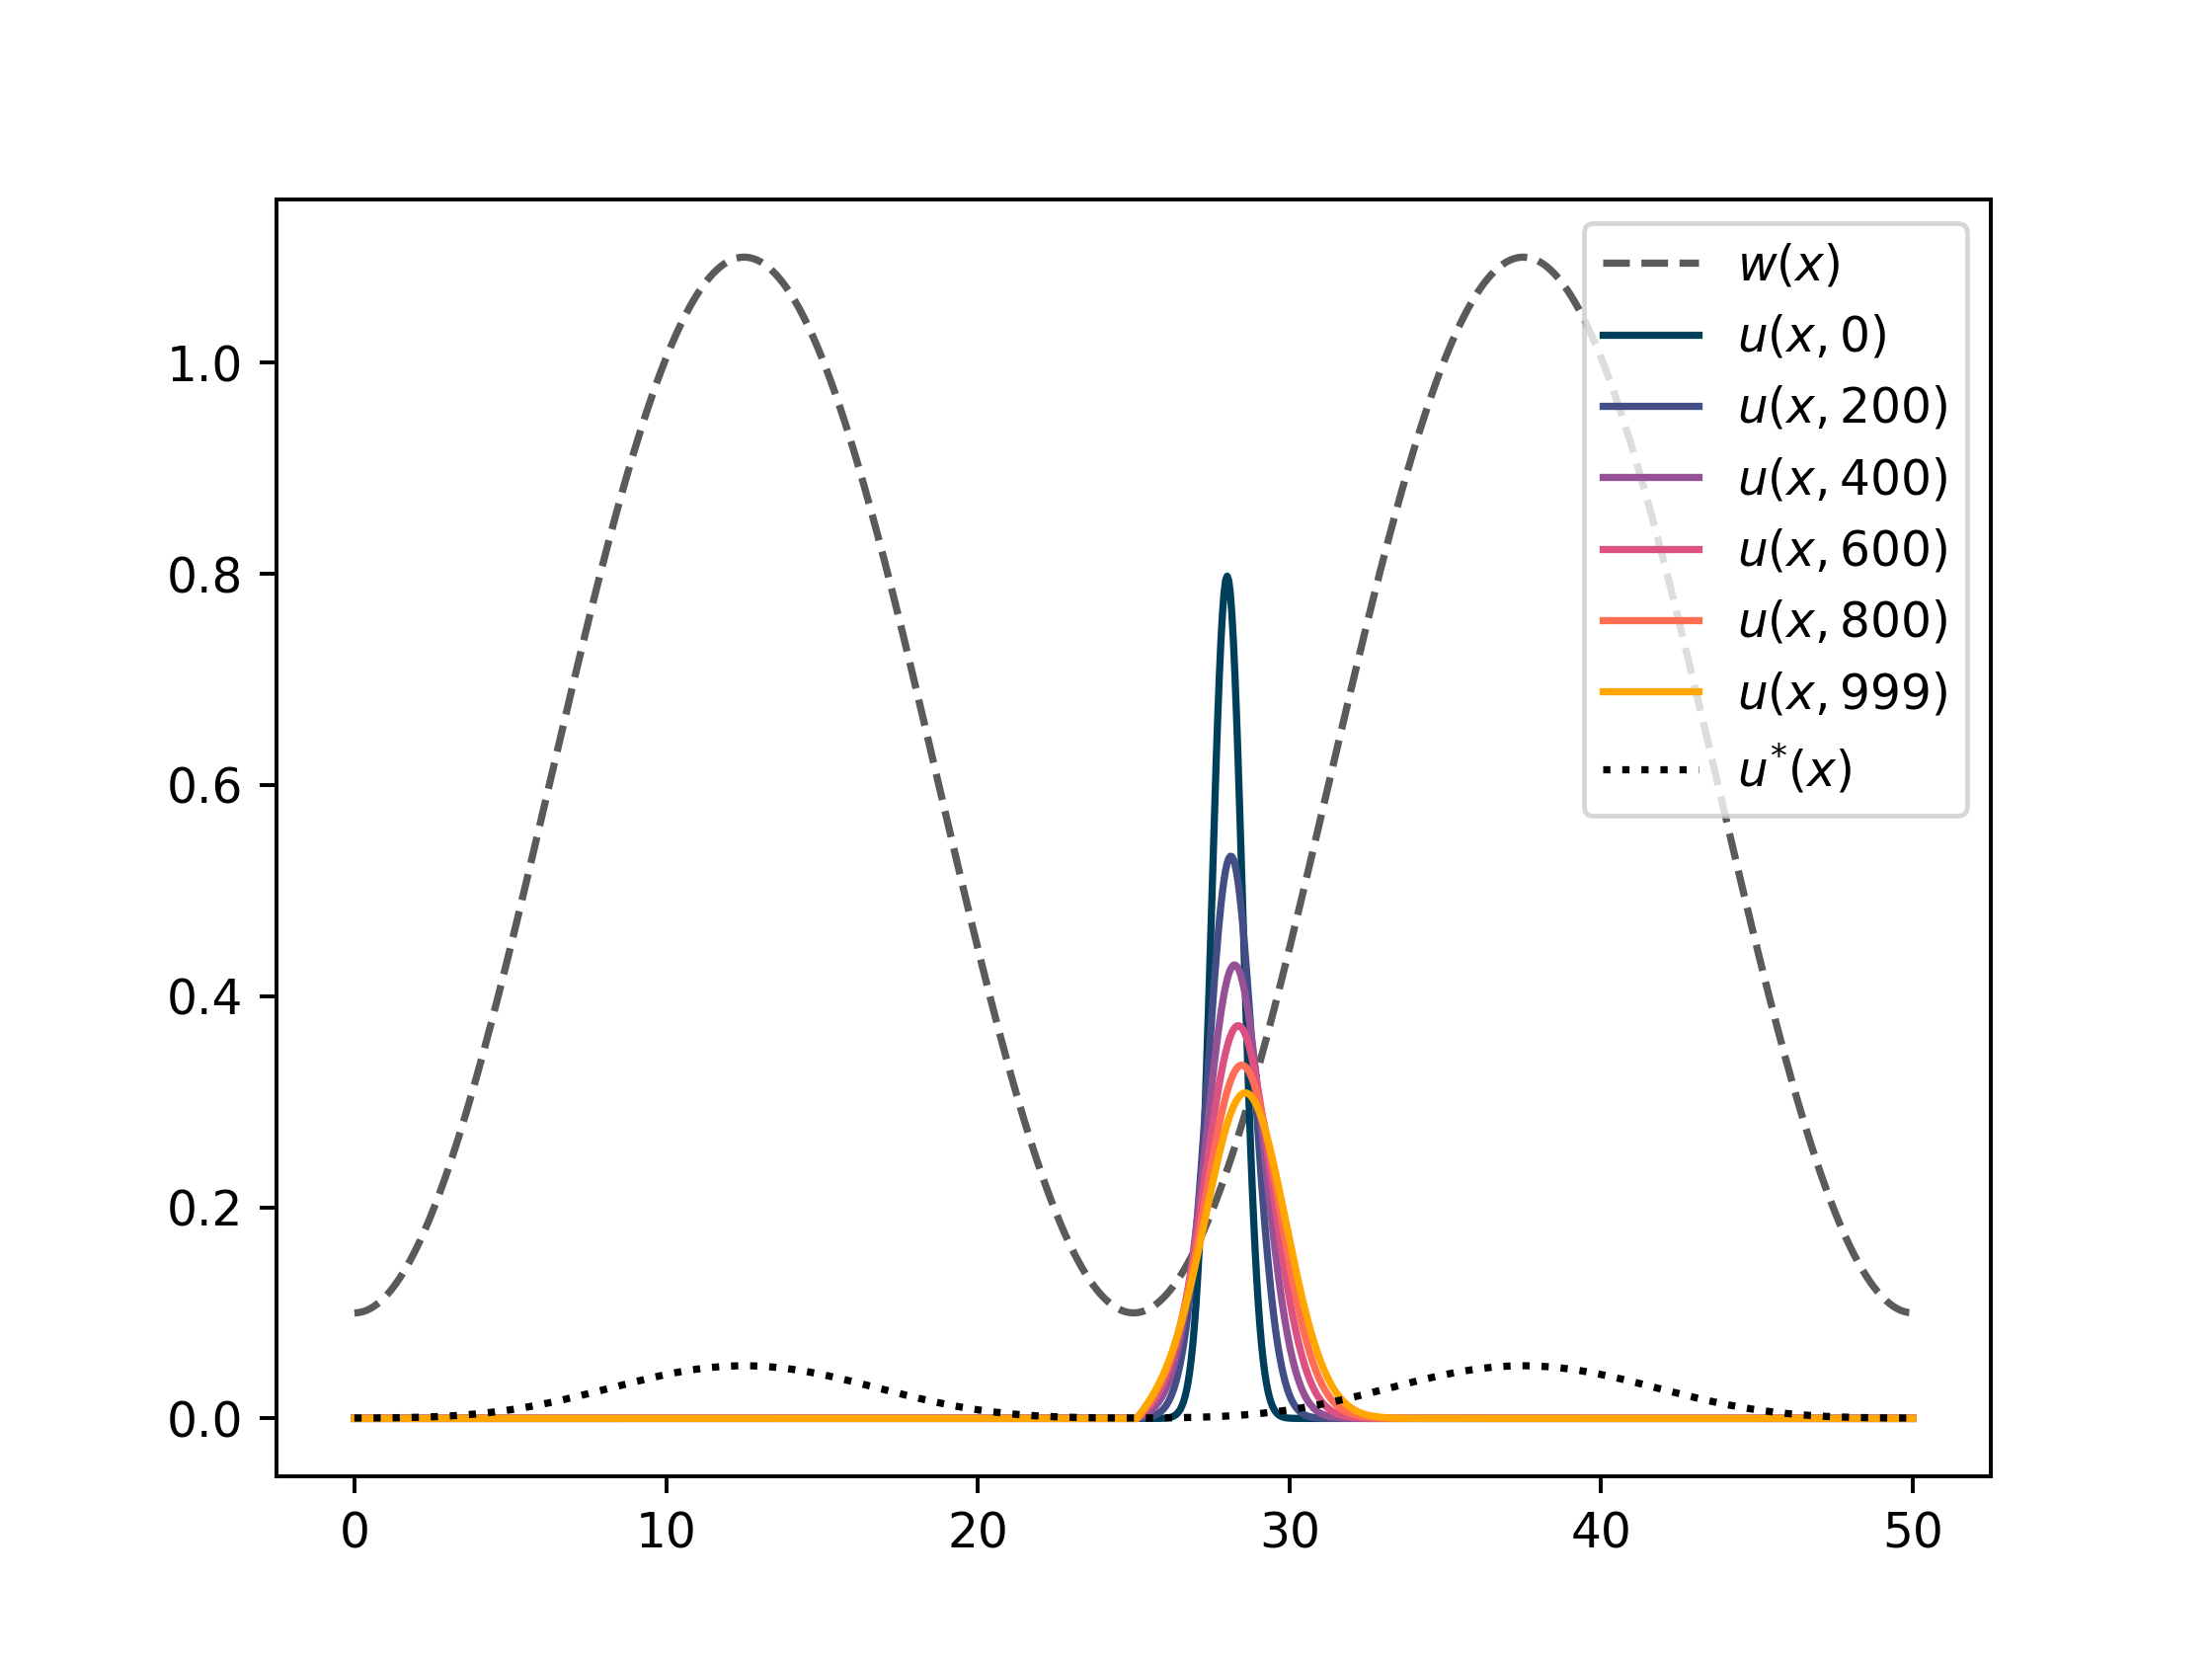 w(x)
u(x, 0)
u(x, 200)
u(x, 400)
u(x, 600)
u(x, 800)
u(x, 999)
u*(x)
1.0
0.8
0.6
0.4
0.2
0.0
0 10 20 30 40 50